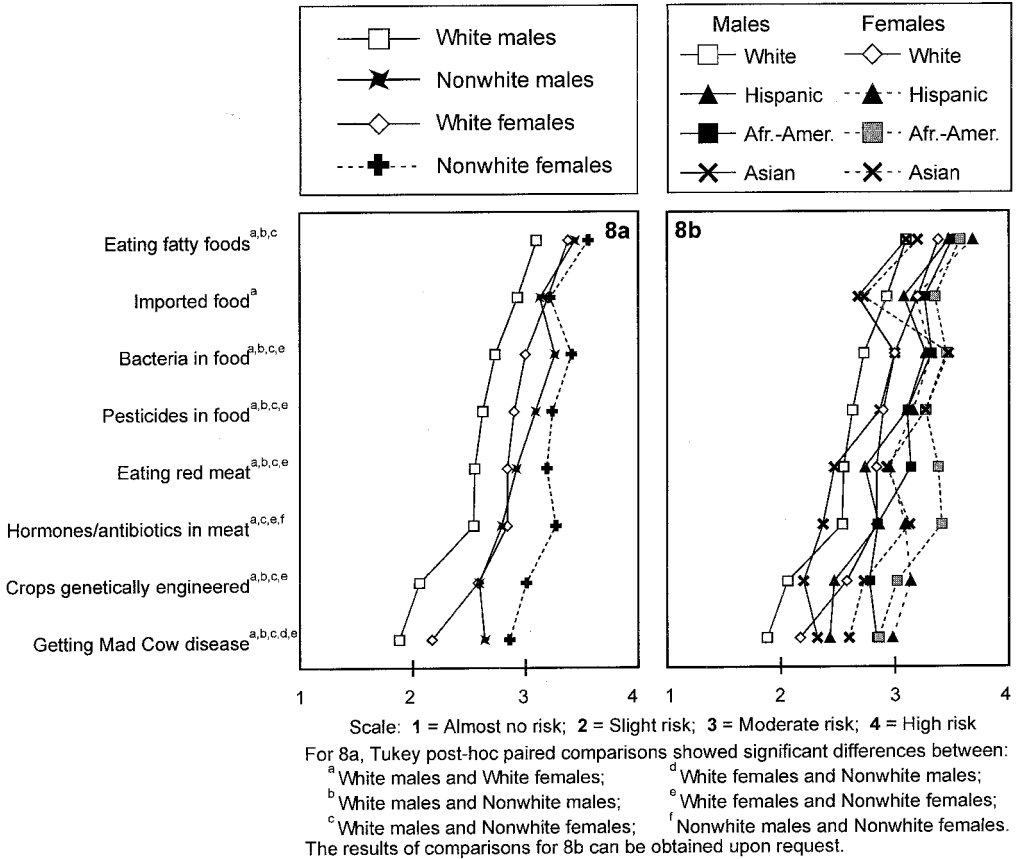 White males
Nonwhite males
White females
Nonwhite females
Males Females
White White
Hispanic Hispanic
Afr.-Amer. Afr.-Amer.
Asian Asian
8a
8b
Eating fatty foods a,b,c
Imported food a
Bacteria in food a,b,c,e
Pesticides in food a,b,c,e
Eating red meat a,b,c,e
Hormones/antibiotics in meat a,c,e,f
Crops genetically engineered a,b,c,e
Getting Mad Cow disease a,b,c,d,e
1 2 3 4 1 2 3 4
Scale: 1 = Almost no risk; 2 = Slight risk; 3 = Moderate risk; 4 = High risk
For 8a, Tukey post-hoc paired comparisons showed significant differences between:
a White males and White females; d White females and Nonwhite males;
b White males and Nonwhite males; e White females and Nonwhite females;
c White males and Nonwhite females; f Nonwhite males and Nonwhite females.
The results of comparisons for 8b can be obtained upon request.